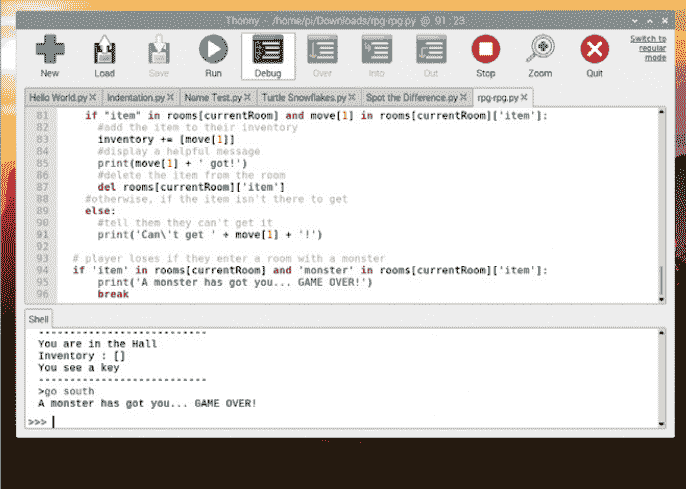 Thonny - /home/pi/Downloads/rpg-rpg.py @ 91 : 23
New Load Save Run Debug Over Into Out Stop Zoom Quit
Switch to
regular
mode
Hello World.py Indentation.py Name Test.py Turtle Snowflakes.py Spot the Difference.py rpg-rpg.py
81 if "item" in rooms[currentRoom] and move[1] in rooms[currentRoom]['item']:
82 #add the item to their inventory
83 inventory += [move[1]]
84 #display a helpful message
85 print(move[1] + ' got!')
86 #delete the item from the room
87 del rooms[currentRoom]['item']
88 #otherwise, if the item isn't there to get
89 else:
90 #tell them they can't get it
91 print('Can\'t get ' + move[1] + '!')
92
93 # player loses if they enter a room with a monster
94 if 'item' in rooms[currentRoom] and 'monster' in rooms[currentRoom]['item']:
95 print('A monster has got you... GAME OVER!')
96 break
Shell
---------------------------
You are in the Hall
Inventory : []
You see a key
---------------------------
>go south
A monster has got you... GAME OVER!
>>>